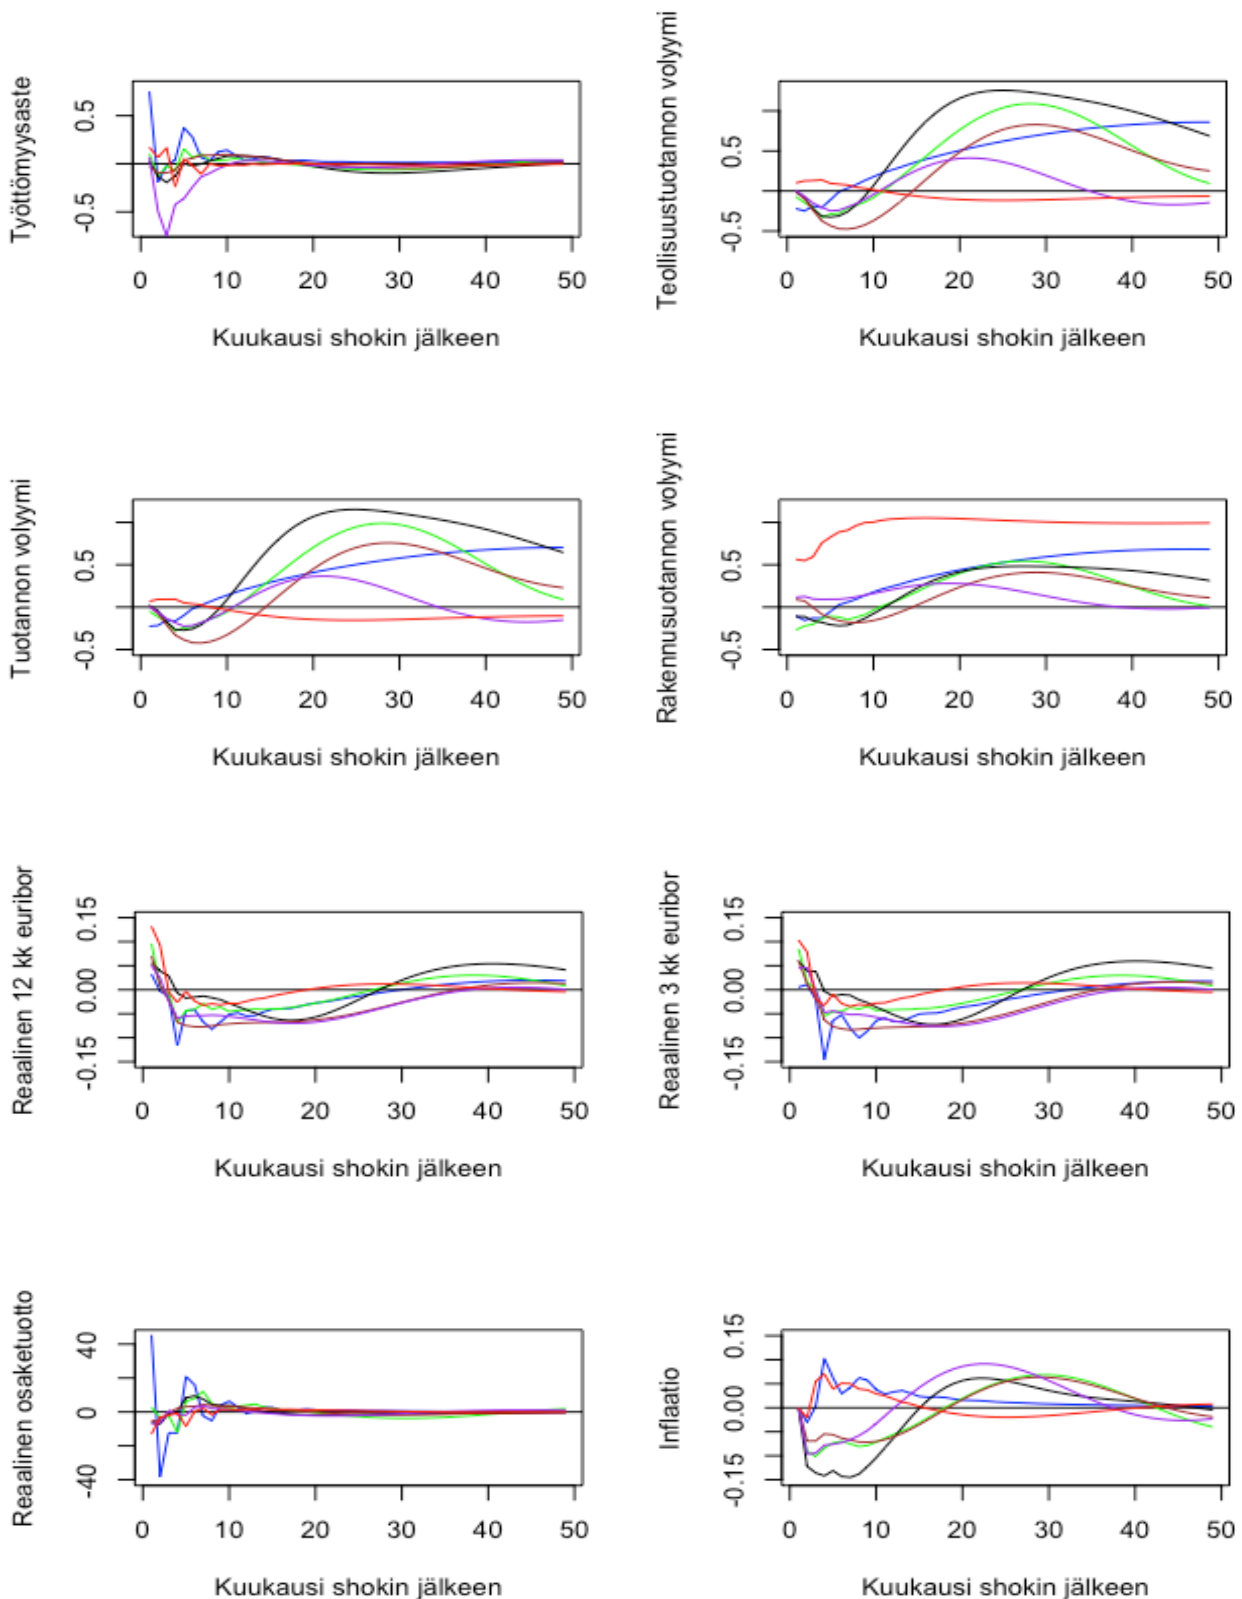 Työttömyysaste
0.5
-0.5
0 10 20 30 40 50
Kuukausi shokin jälkeen
Teollisuustuotannon volyymi
0.5
-0.5
0 10 20 30 40 50
Kuukausi shokin jälkeen
Tuotannon volyymi
0.5
-0.5
0 10 20 30 40 50
Kuukausi shokin jälkeen
Rakennusuotannon volyymi
0.5
-0.5
0 10 20 30 40 50
Kuukausi shokin jälkeen
Reaalinen 12 kk euribor
0.15
0.00
-0.15
0 10 20 30 40 50
Kuukausi shokin jälkeen
Reaalinen 3 kk euribor
0.15
0.00
-0.15
0 10 20 30 40 50
Kuukausi shokin jälkeen
Reaalinen osaketuotto
40
0
-40
0 10 20 30 40 50
Kuukausi shokin jälkeen
Inflaatio
0.15
0.00
-0.15
0 10 20 30 40 50
Kuukausi shokin jälkeen